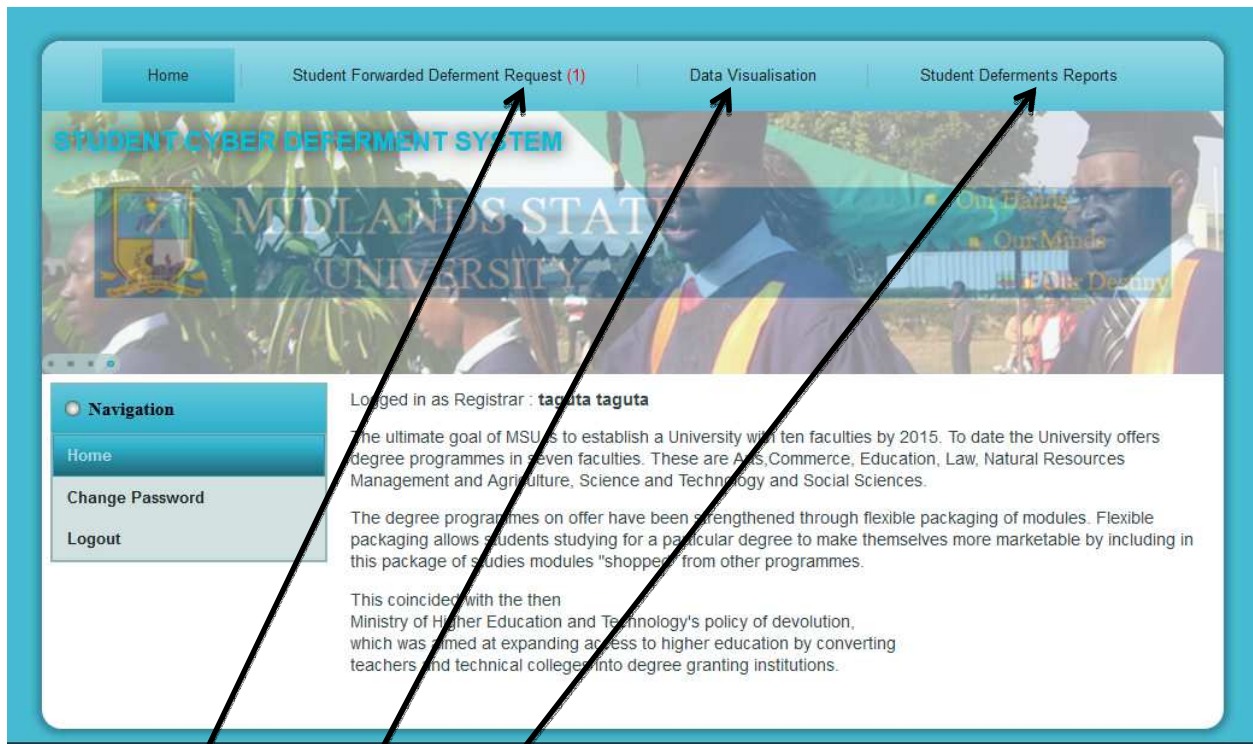 Home Student Forwarded Deferment Request (1) Data Visualisation Student Deferments Reports
STUDENT CYBER DEFERMENT SYSTEM
MIDLANDS STATE
UNIVERSITY
Our Hands
Our Minds
Our Destiny
Navigation
Home
Change Password
Logout
Logged in as Registrar : taguta taguta
The ultimate goal of MSU is to establish a University with ten faculties by 2015. To date the University offers
degree programmes in seven faculties. These are Arts,Commerce, Education, Law, Natural Resources
Management and Agriculture, Science and Technology and Social Sciences.
The degree programmes on offer have been strengthened through flexible packaging of modules. Flexible
packaging allows students studying for a particular degree to make themselves more marketable by including in
this package of studies modules "shopped" from other programmes.
This coincided with the then
Ministry of Higher Education and Technology's policy of devolution,
which was aimed at expanding access to higher education by converting
teachers and technical colleges into degree granting institutions.